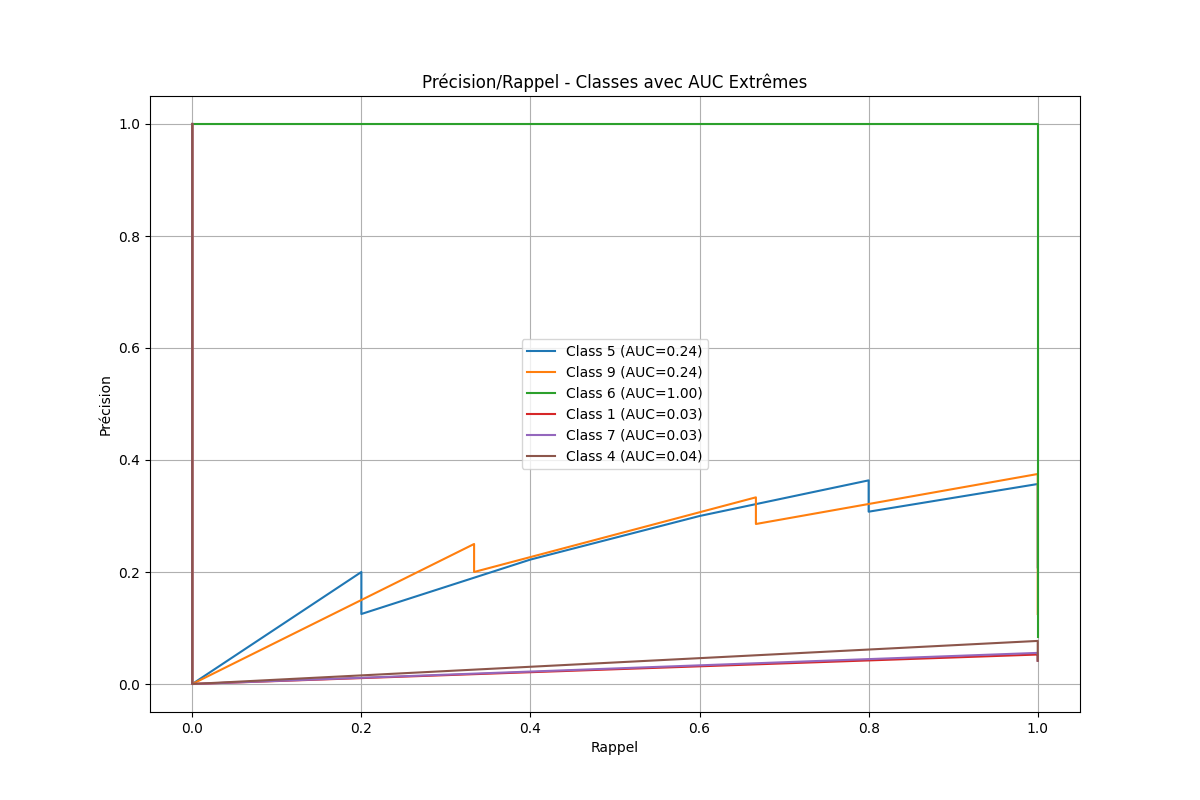 Précision/Rappel - Classes avec AUC Extrêmes
1.0
0.8
0.6
0.4
0.2
0.0
Précision
Class 5 (AUC=0.24)
Class 9 (AUC=0.24)
Class 6 (AUC=1.00)
Class 1 (AUC=0.03)
Class 7 (AUC=0.03)
Class 4 (AUC=0.04)
0.0 0.2 0.4 0.6 0.8 1.0
Rappel